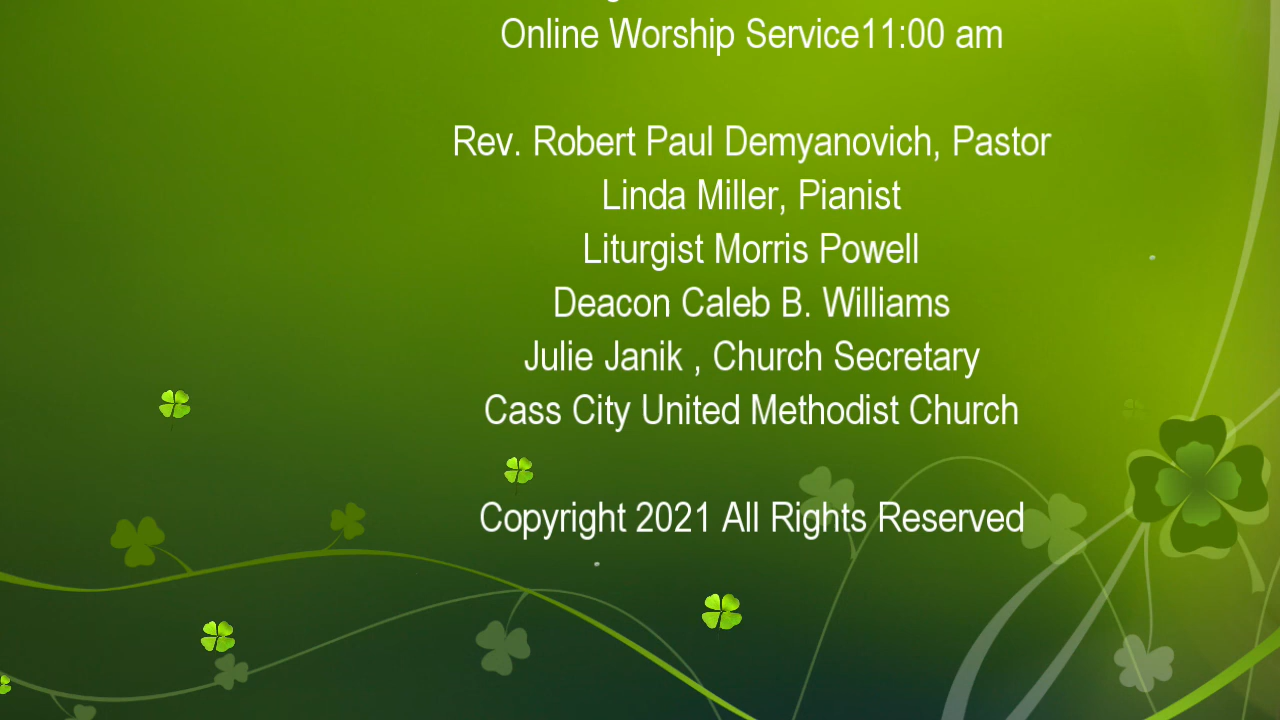 Online Worship Service11:00 am
Rev. Robert Paul Demyanovich, Pastor
Linda Miller, Pianist
Liturgist Morris Powell
Deacon Caleb B. Williams
Julie Janik , Church Secretary
Cass City United Methodist Church
Copyright 2021 All Rights Reserved